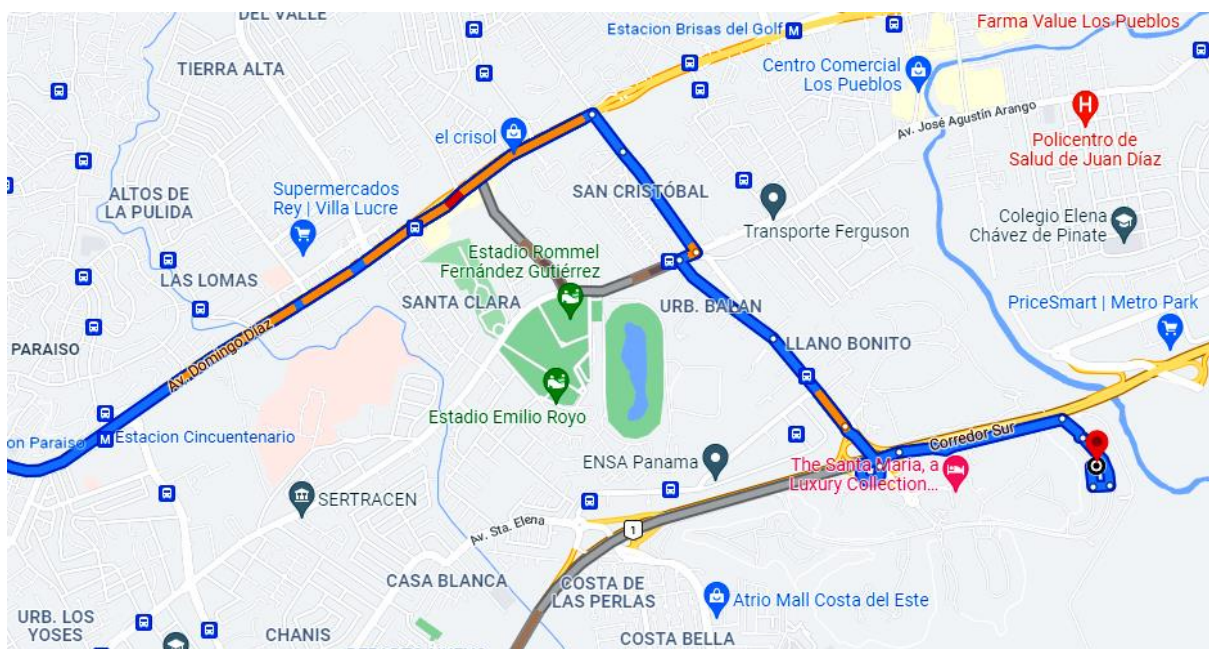 DEL VALLE
Estacion Brisas del Golf
M
Farma Value Los Pueblos
TIERRA ALTA
Centro Comercial
Los Pueblos
Av. José Agustín Arango
H
el crisol
Policentro de
Salud de Juan Díaz
ALTOS DE
LA PULIDA
Supermercados
Rey | Villa Lucre
SAN CRISTÓBAL
Transporte Ferguson
Colegio Elena
Chávez de Pinate
Estadio Rommel
Fernández Gutiérrez
LAS LOMAS
SANTA CLARA
URB. BALAN
PriceSmart | Metro Park
PARAISO
Av. Domingo Díaz
LLANO BONITO
Estadio Emilio Royo
on Paraiso
M
Estacion Cincuentenario
Corredor Sur
ENSA Panama
The Santa Maria, a
Luxury Collection...
SERTRACEN
1
Av. Sta. Elena
CASA BLANCA
COSTA DE
LAS PERLAS
Atrio Mall Costa del Este
URB. LOS
YOSES
CHANIS
COSTA BELLA